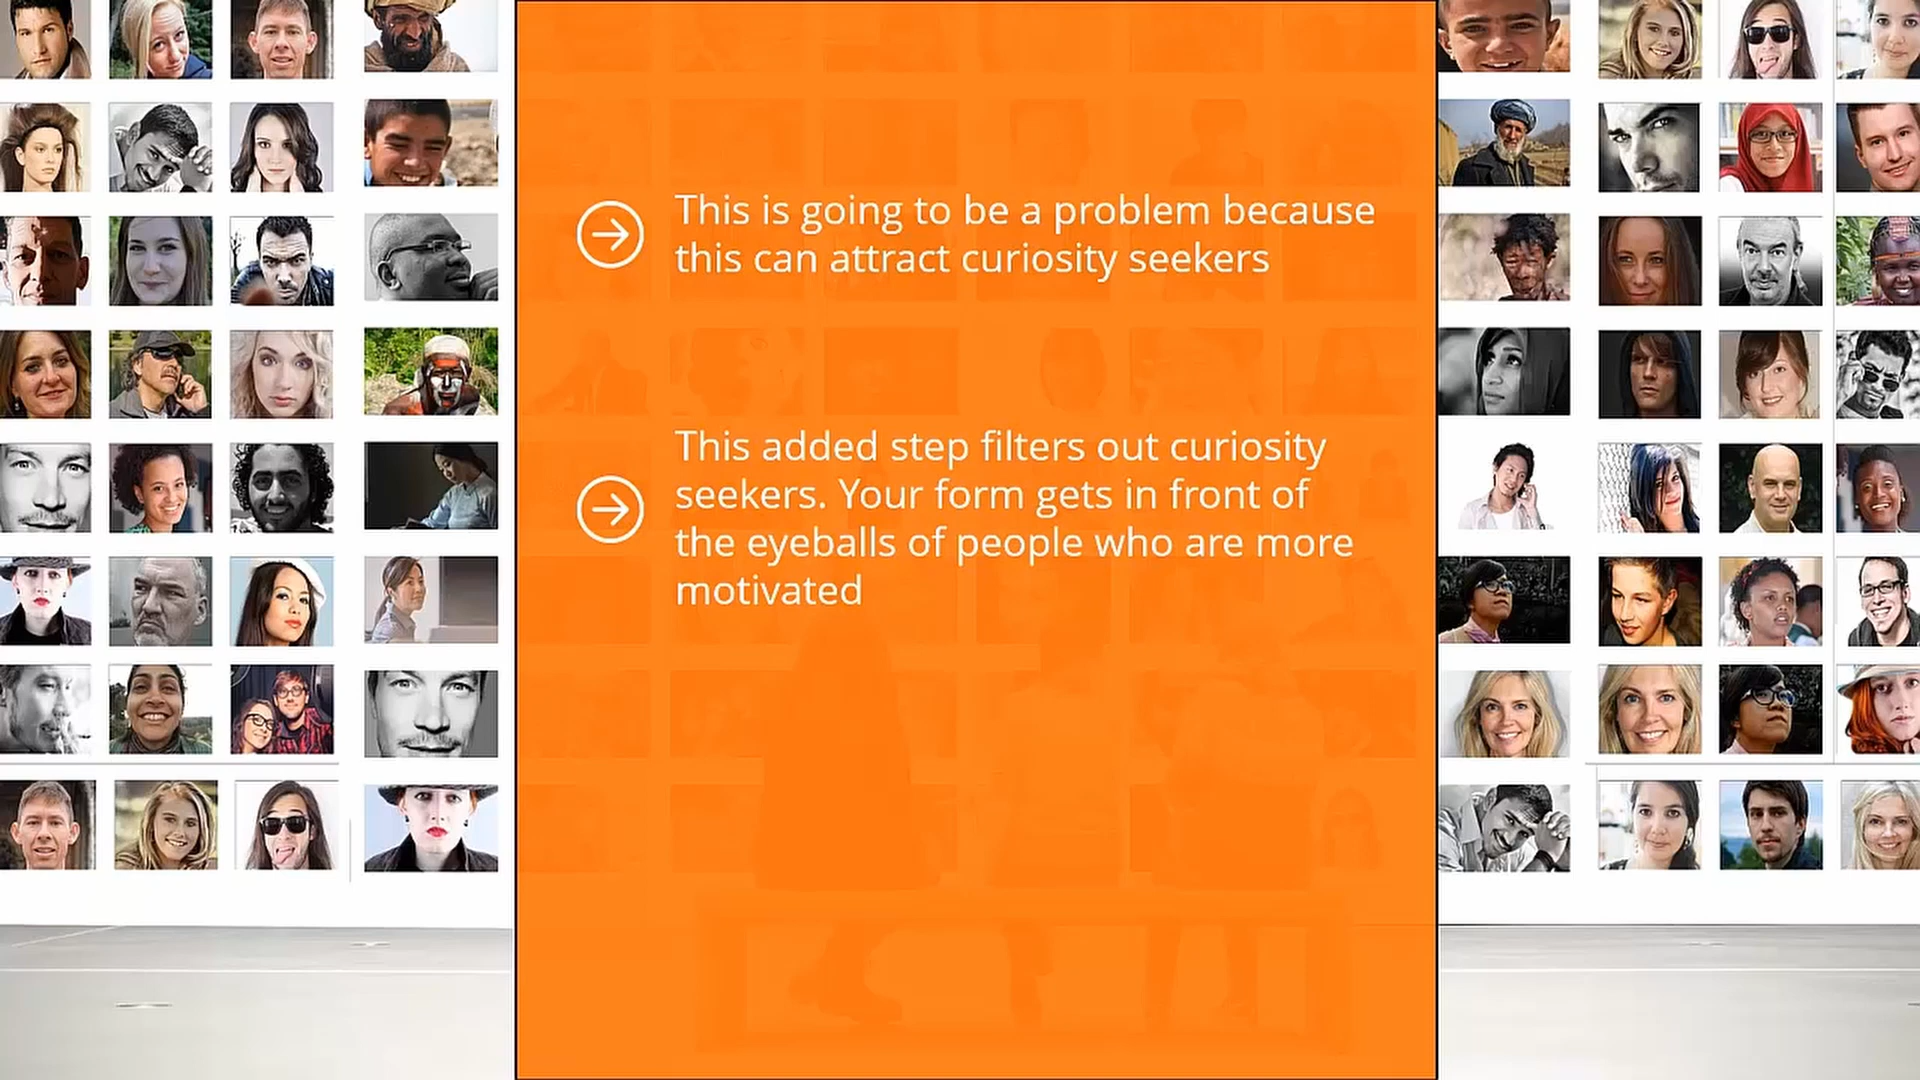 This is going to be a problem because
this can attract curiosity seekers
This added step filters out curiosity
seekers. Your form gets in front of
the eyeballs of people who are more
motivated